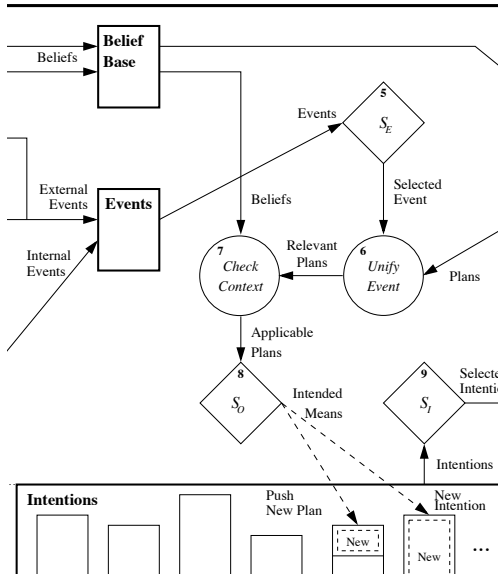 Belief
Base
Beliefs
5
S_E
Events
External
Events
Events
Selected
Event
Beliefs
Internal
Events
7
Check
Context
Relevant
Plans
6
Unify
Event
Plans
Applicable
Plans
8
S_O
Intended
Means
9
S_I
Selecte
Intentio
Intentions
Intentions
Push
New Plan
New
Intention
New
New
...